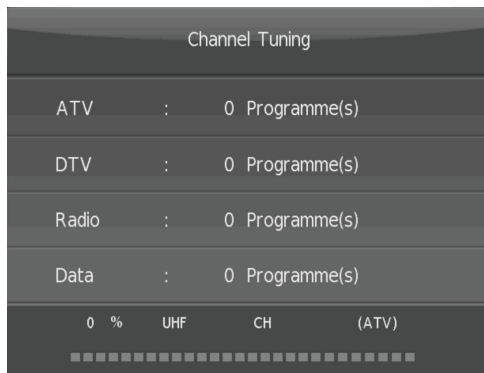 Channel Tuning
ATV : 0 Programme(s)
DTV : 0 Programme(s)
Radio : 0 Programme(s)
Data : 0 Programme(s)
0 % UHF CH (ATV)